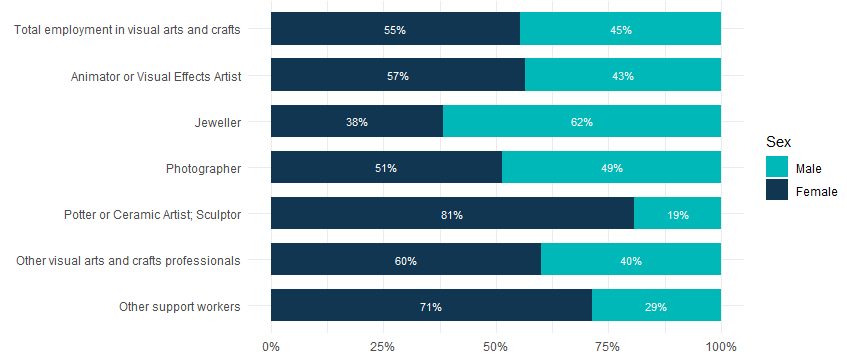 Total employment in visual arts and crafts 55% 45%
Animator or Visual Effects Artist 57% 43%
Jeweller 38% 62%
Photographer 51% 49%
Potter or Ceramic Artist; Sculptor 81% 19%
Other visual arts and crafts professionals 60% 40%
Other support workers 71% 29%
0% 25% 50% 75% 100%
Sex
Male
Female